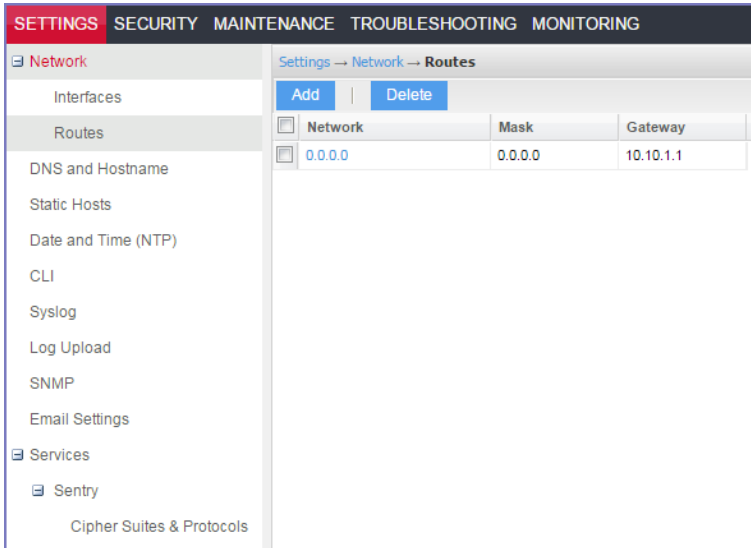 SETTINGS SECURITY MAINTENANCE TROUBLESHOOTING MONITORING
Network
Interfaces
Routes
DNS and Hostname
Static Hosts
Date and Time (NTP)
CLI
Syslog
Log Upload
SNMP
Email Settings
Services
Sentry
Cipher Suites & Protocols
Settings → Network → Routes
Add | Delete
Network Mask Gateway
0.0.0.0 0.0.0.0 10.10.1.1